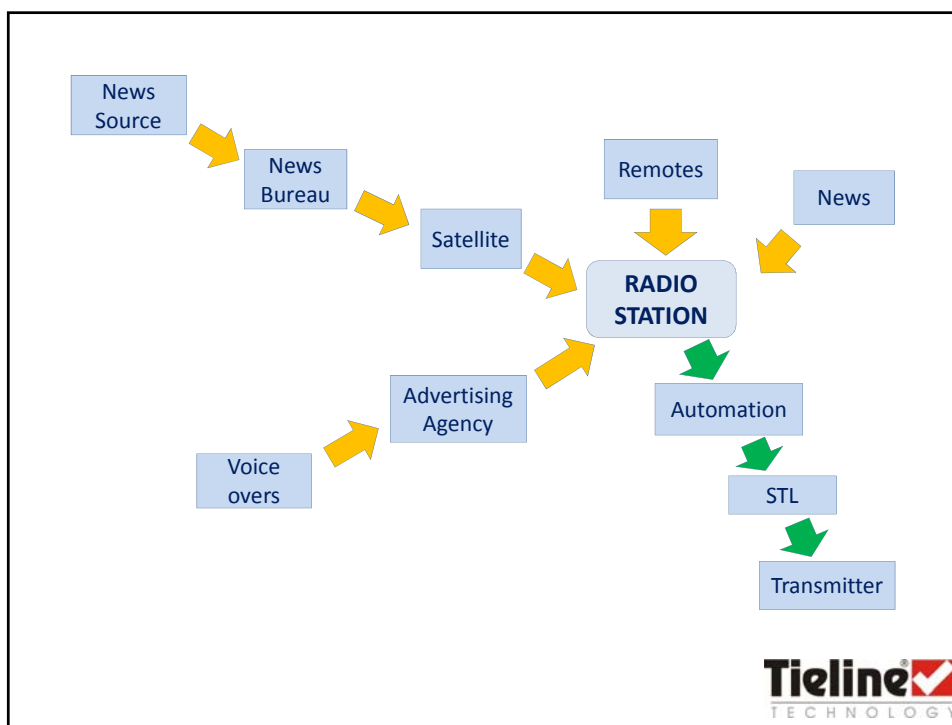 News
Source
News
Bureau
Satellite
Remotes
News
RADIO
STATION
Advertising
Agency
Voice
overs
Automation
STL
Transmitter
Tieline®
TECHNOLOGY